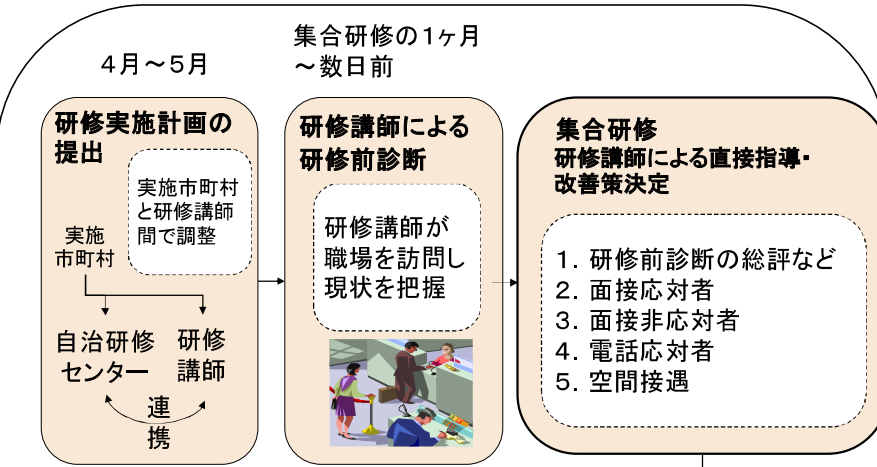 4月～5月
研修実施計画の
提出
実施市町村
と研修講師
間で調整
実施
市町村
自治研修
センター
研修
講師
連
携
集合研修の1ヶ月
～数日前
研修講師による
研修前診断
研修講師が
職場を訪問し
現状を把握
集合研修
研修講師による直接指導・
改善策決定
1．研修前診断の総評など
2．面接応対者
3．面接非応対者
4．電話応対者
5．空間接遇